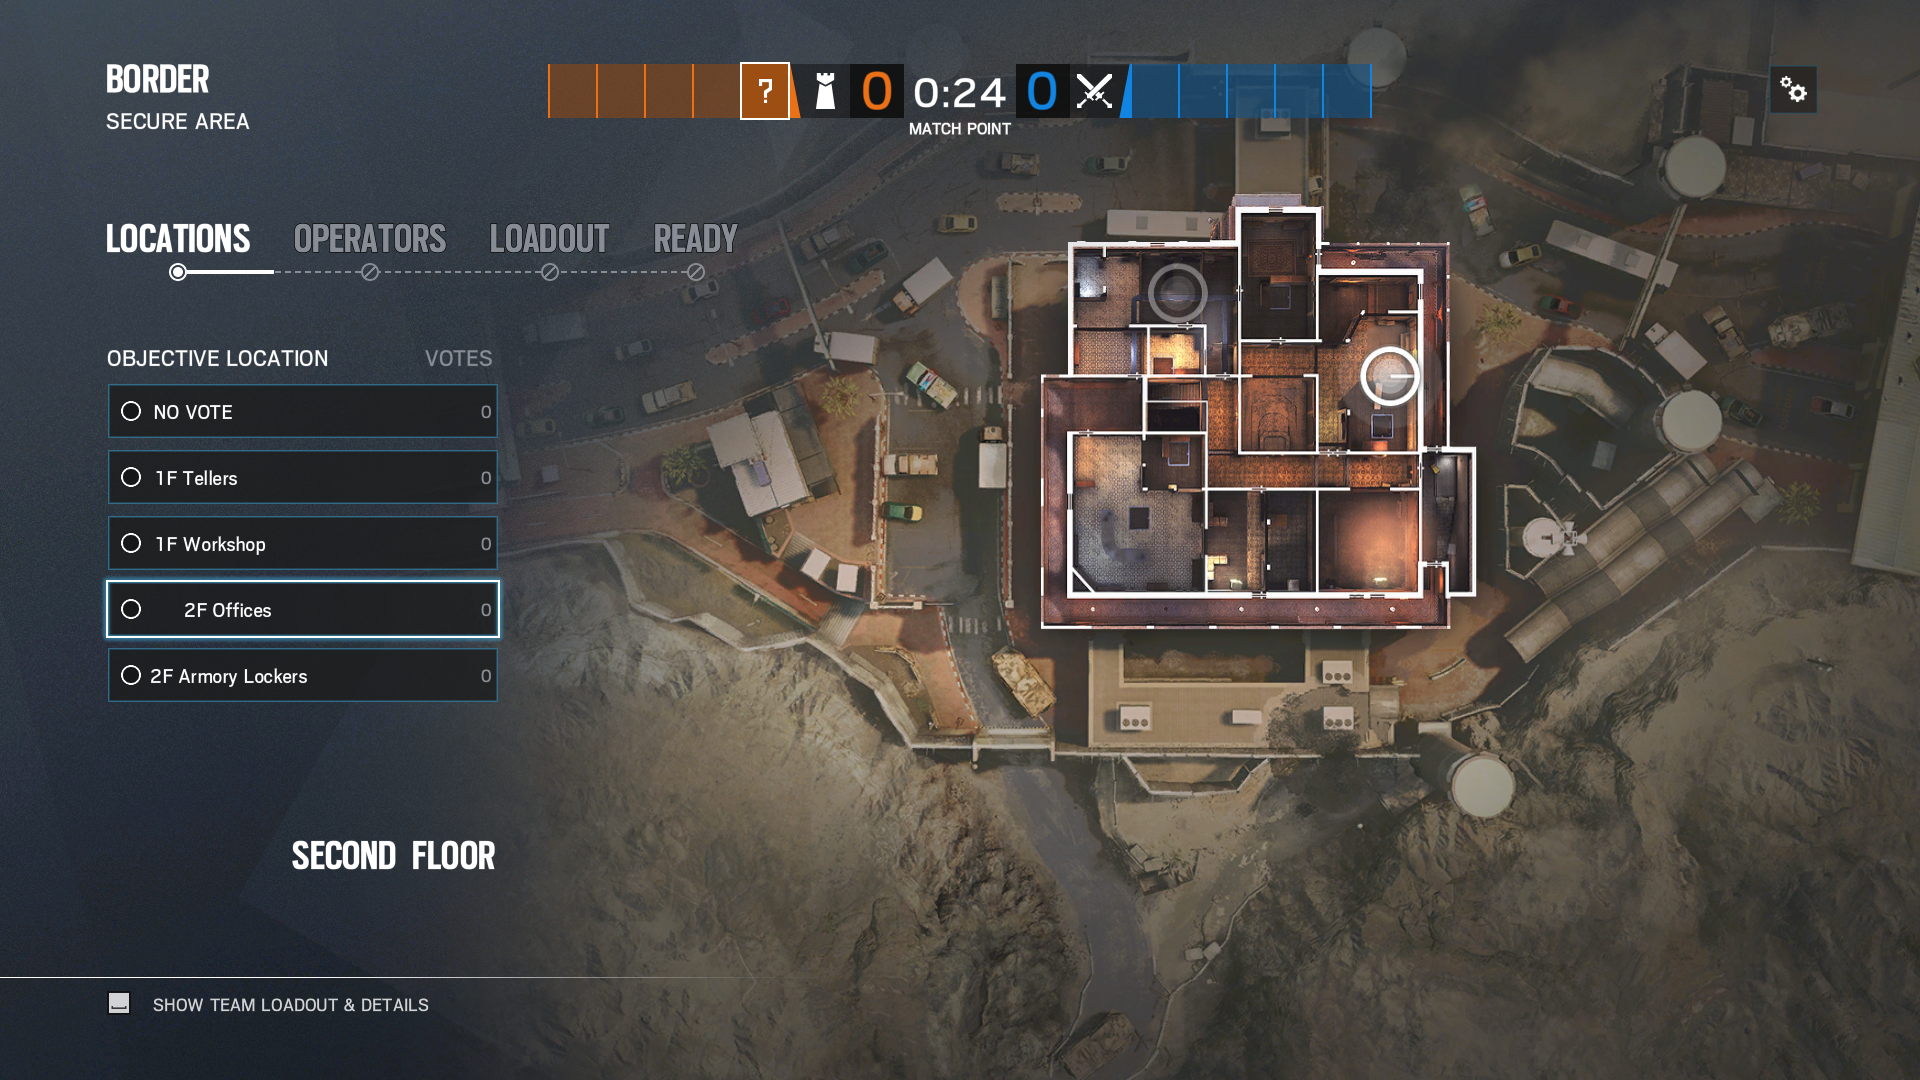 BORDER
SECURE AREA
?
0
0:24
0
MATCH POINT
LOCATIONS
OPERATORS
LOADOUT
READY
OBJECTIVE LOCATION
VOTES
NO VOTE
0
1F Tellers
0
1F Workshop
0
2F Offices
0
2F Armory Lockers
0
SECOND FLOOR
SHOW TEAM LOADOUT & DETAILS